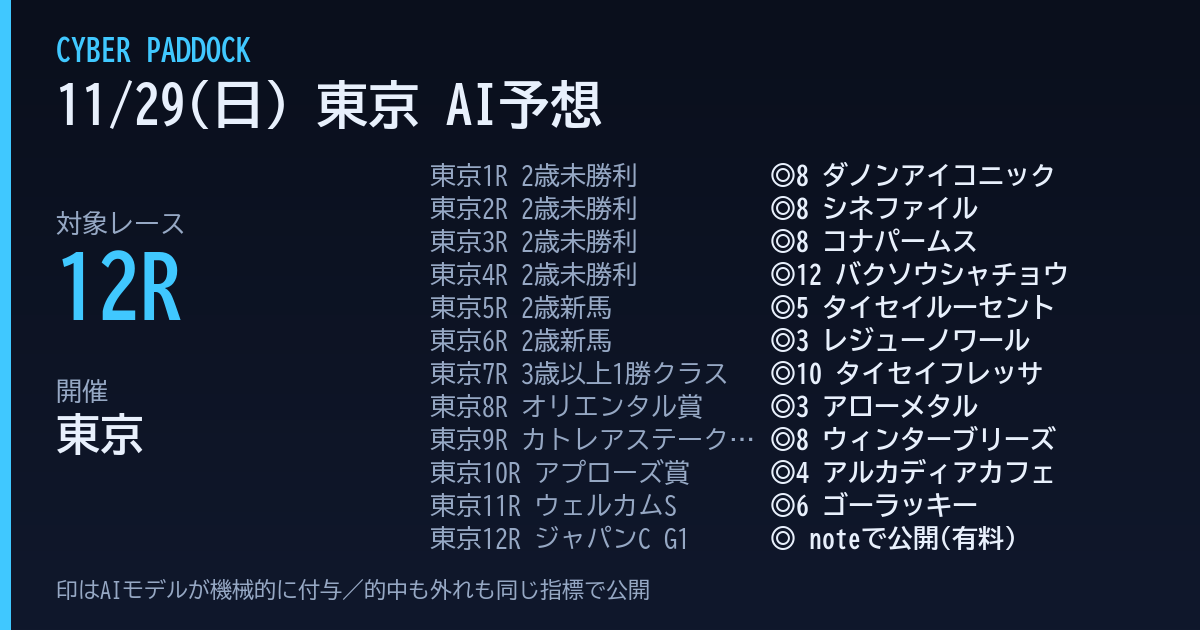 CYBER PADDOCK
11/29(日) 東京 AI予想
対象レース
12R
開催
東京
東京1R 2歳未勝利 ◎8 ダノンアイコニック
東京2R 2歳未勝利 ◎8 シネファイル
東京3R 2歳未勝利 ◎8 コナパームス
東京4R 2歳未勝利 ◎12 バクソウシャチョウ
東京5R 2歳新馬 ◎5 タイセイルーセント
東京6R 2歳新馬 ◎3 レジューノワール
東京7R 3歳以上1勝クラス ◎10 タイセイフレッサ
東京8R オリエンタル賞 ◎3 アローメタル
東京9R カトレアステーク… ◎8 ウィンターブリーズ
東京10R アプローズ賞 ◎4 アルカディアカフェ
東京11R ウェルカムS ◎6 ゴーラッキー
東京12R ジャパンC G1 ◎ noteで公開(有料)
印はAIモデルが機械的に付与／的中も外れも同じ指標で公開